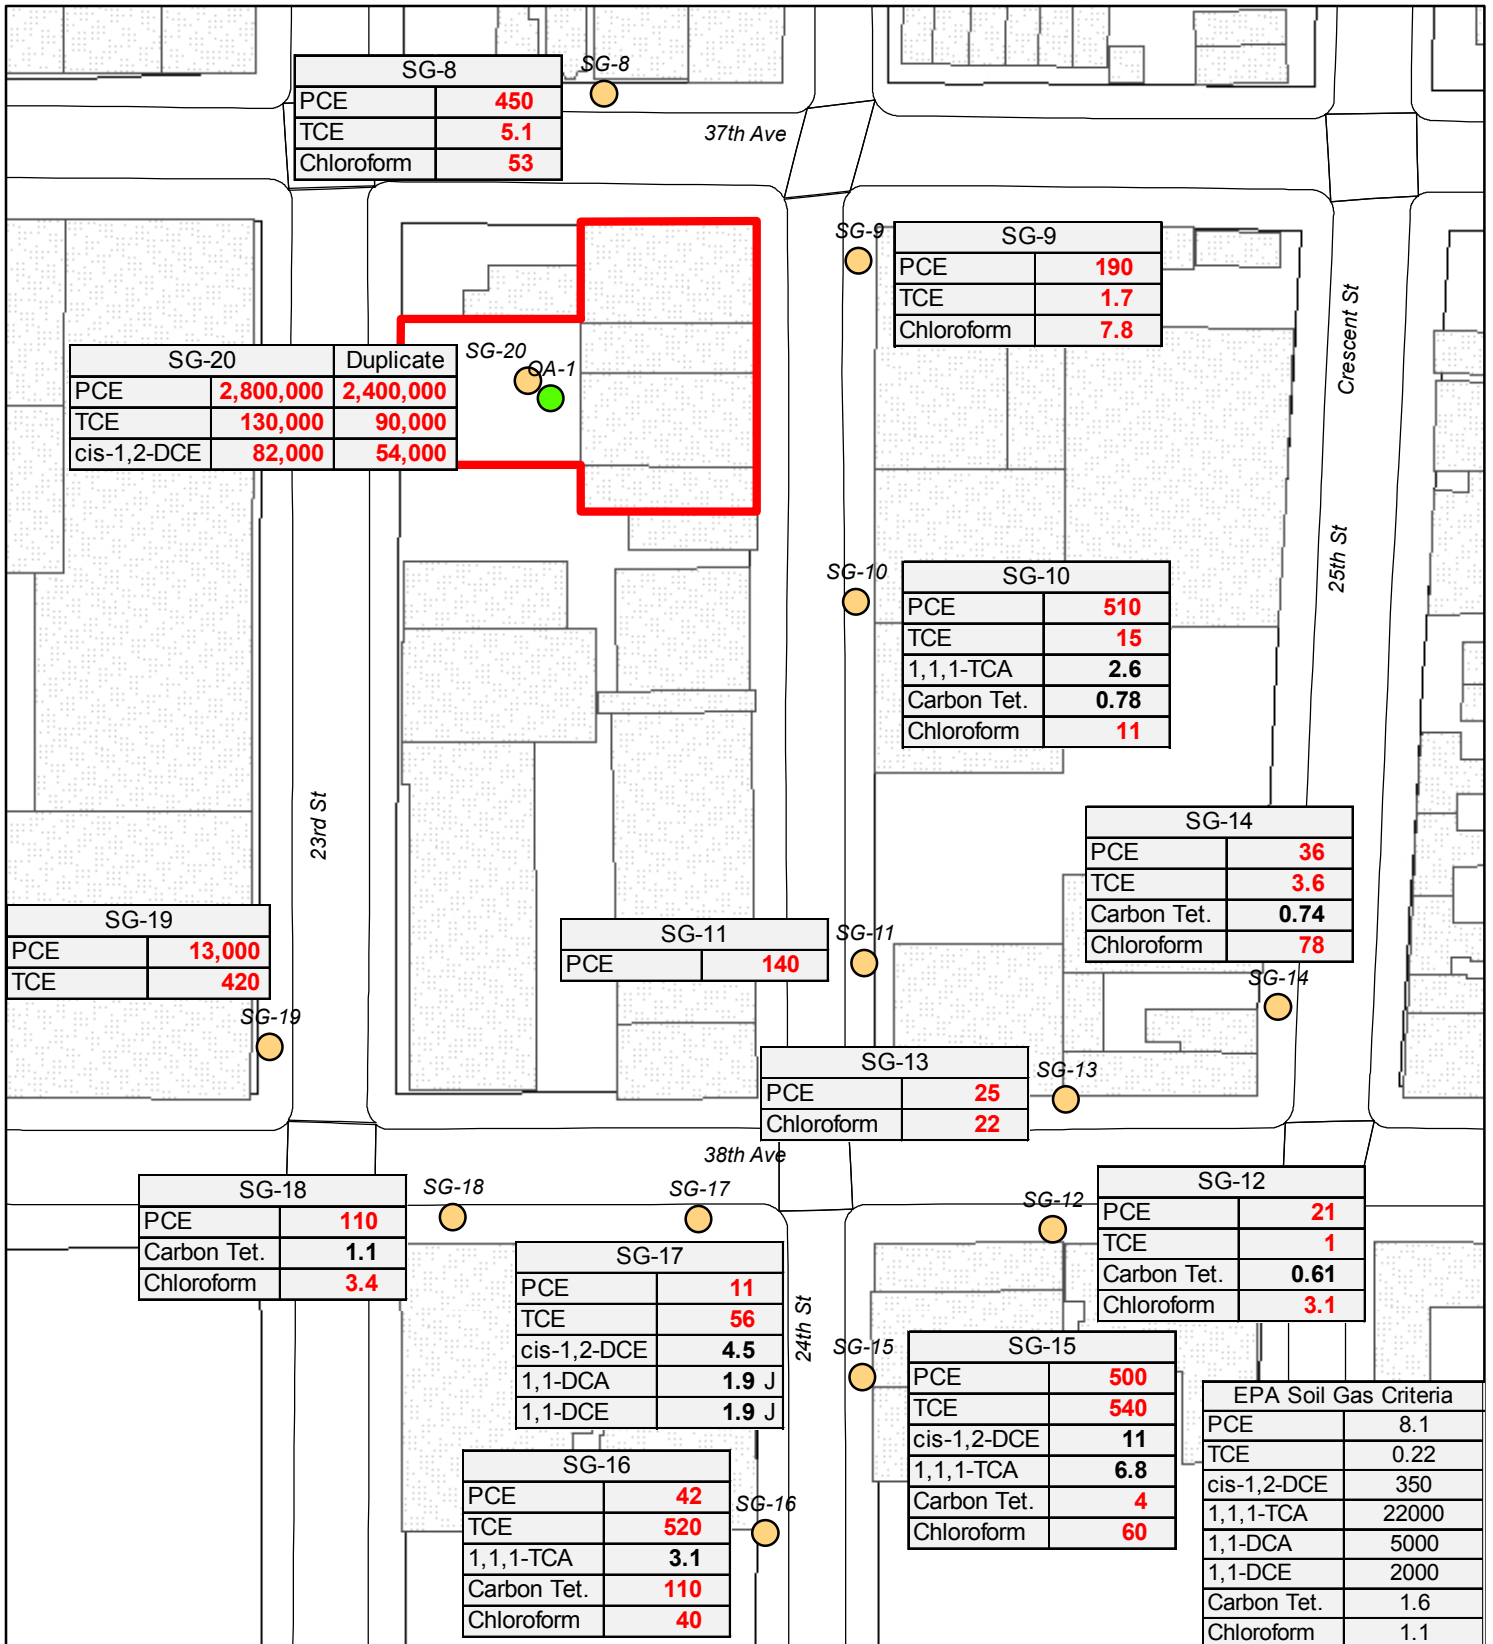 SG-8
PCE 450
TCE 5.1
Chloroform 53
SG-8
37th Ave
SG-9
SG-9
PCE 190
TCE 1.7
Chloroform 7.8
Crescent St
SG-20 Duplicate
PCE 2,800,000 2,400,000
TCE 130,000 90,000
cis-1,2-DCE 82,000 54,000
SG-20
OA-1
25th St
SG-10
SG-10
PCE 510
TCE 15
1,1,1-TCA 2.6
Carbon Tet. 0.78
Chloroform 11
23rd St
SG-14
PCE 36
TCE 3.6
Carbon Tet. 0.74
Chloroform 78
SG-14
SG-19
PCE 13,000
TCE 420
SG-19
SG-11
PCE 140
SG-11
SG-13
PCE 25
Chloroform 22
SG-13
38th Ave
SG-18
PCE 110
Carbon Tet. 1.1
Chloroform 3.4
SG-18
SG-17
SG-12
SG-12
PCE 21
TCE 1
Carbon Tet. 0.61
Chloroform 3.1
SG-17
PCE 11
TCE 56
cis-1,2-DCE 4.5
1,1-DCA 1.9 J
1,1-DCE 1.9 J
24th St
SG-15
SG-15
PCE 500
TCE 540
cis-1,2-DCE 11
1,1,1-TCA 6.8
Carbon Tet. 4
Chloroform 60
SG-16
PCE 42
TCE 520
1,1,1-TCA 3.1
Carbon Tet. 110
Chloroform 40
SG-16
EPA Soil Gas Criteria
PCE 8.1
TCE 0.22
cis-1,2-DCE 350
1,1,1-TCA 22000
1,1-DCA 5000
1,1-DCE 2000
Carbon Tet. 1.6
Chloroform 1.1